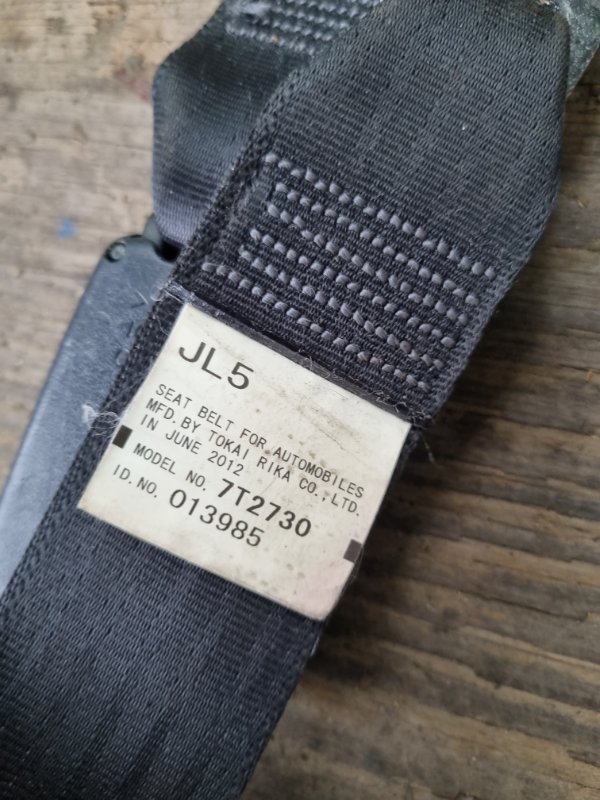 JL5
SEAT BELT FOR AUTOMOBILES
MFD. BY TOKAI RIKA CO., LTD.
IN JUNE 2012
MODEL NO. 7T2730
ID. NO. 013985